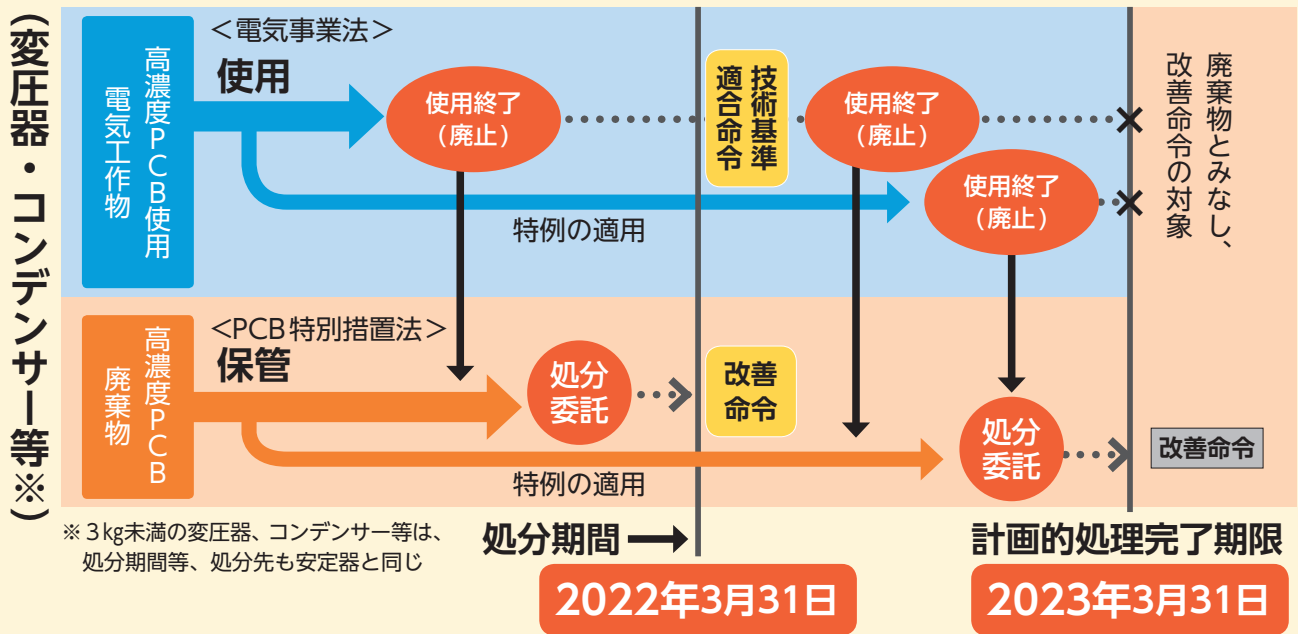 （変圧器・コンデンサー等※）
高濃度PCB使用
電気工作物
＜電気事業法＞
使用
使用終了
（廃止）
技術基準
適合命令
使用終了
（廃止）
使用終了
（廃止）
特例の適用
廃棄物とみなし、
改善命令の対象
高濃度PCB
廃棄物
＜PCB特別措置法＞
保管
処分
委託
改善
命令
処分
委託
改善命令
特例の適用
※3kg未満の変圧器、コンデンサー等は、
処分期間等、処分先も安定器と同じ
処分期間
2022年3月31日
計画的処理完了期限
2023年3月31日